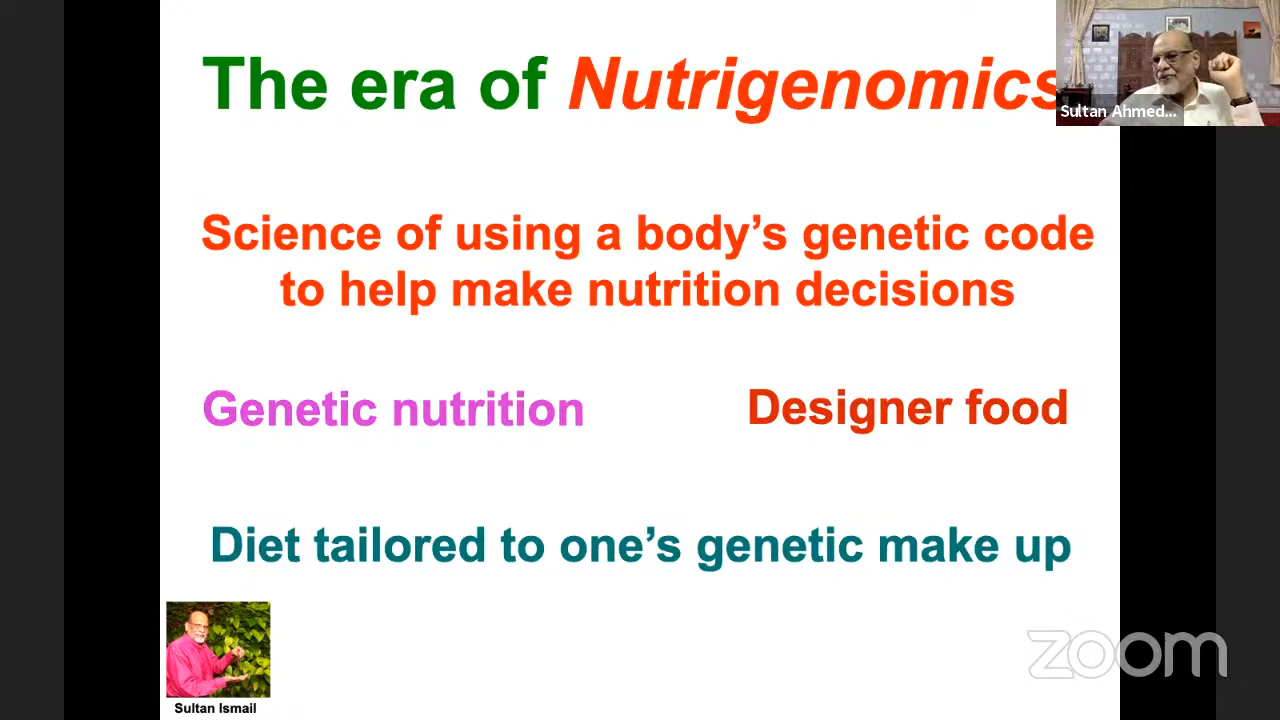 The era of Nutrigenomics
Sultan Ahmed...
Science of using a body’s genetic code
to help make nutrition decisions
Genetic nutrition
Designer food
Diet tailored to one’s genetic make up
Sultan Ismail
zoom